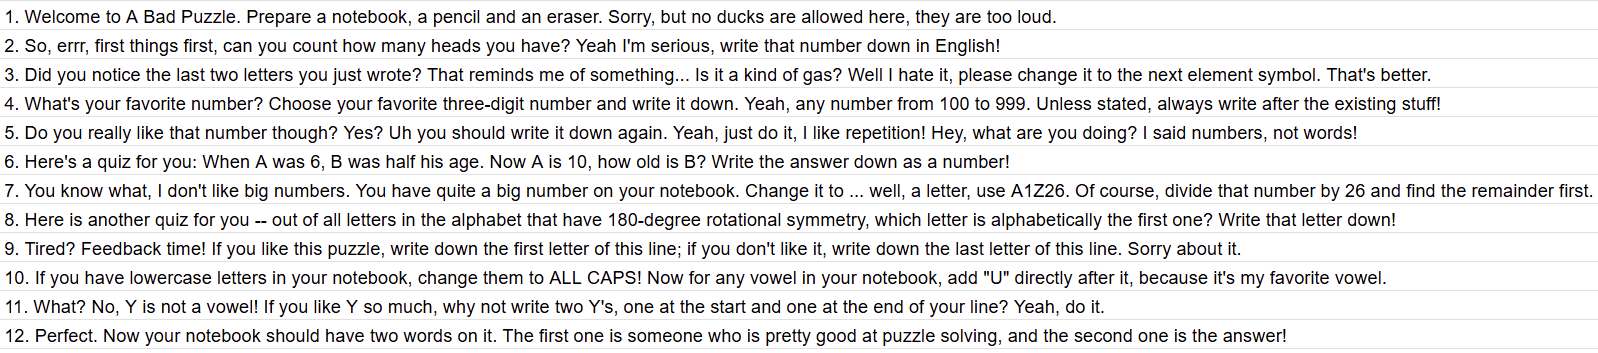 1. Welcome to A Bad Puzzle. Prepare a notebook, a pencil and an eraser. Sorry, but no ducks are allowed here, they are too loud.
2. So, errr, first things first, can you count how many heads you have? Yeah I'm serious, write that number down in English!
3. Did you notice the last two letters you just wrote? That reminds me of something... Is it a kind of gas? Well I hate it, please change it to the next element symbol. That's better.
4. What's your favorite number? Choose your favorite three-digit number and write it down. Yeah, any number from 100 to 999. Unless stated, always write after the existing stuff!
5. Do you really like that number though? Yes? Uh you should write it down again. Yeah, just do it, I like repetition! Hey, what are you doing? I said numbers, not words!
6. Here's a quiz for you: When A was 6, B was half his age. Now A is 10, how old is B? Write the answer down as a number!
7. You know what, I don't like big numbers. You have quite a big number on your notebook. Change it to ... well, a letter, use A1Z26. Of course, divide that number by 26 and find the remainder first.
8. Here is another quiz for you -- out of all letters in the alphabet that have 180-degree rotational symmetry, which letter is alphabetically the first one? Write that letter down!
9. Tired? Feedback time! If you like this puzzle, write down the first letter of this line; if you don't like it, write down the last letter of this line. Sorry about it.
10. If you have lowercase letters in your notebook, change them to ALL CAPS! Now for any vowel in your notebook, add "U" directly after it, because it's my favorite vowel.
11. What? No, Y is not a vowel! If you like Y so much, why not write two Y's, one at the start and one at the end of your line? Yeah, do it.
12. Perfect. Now your notebook should have two words on it. The first one is someone who is pretty good at puzzle solving, and the second one is the answer!